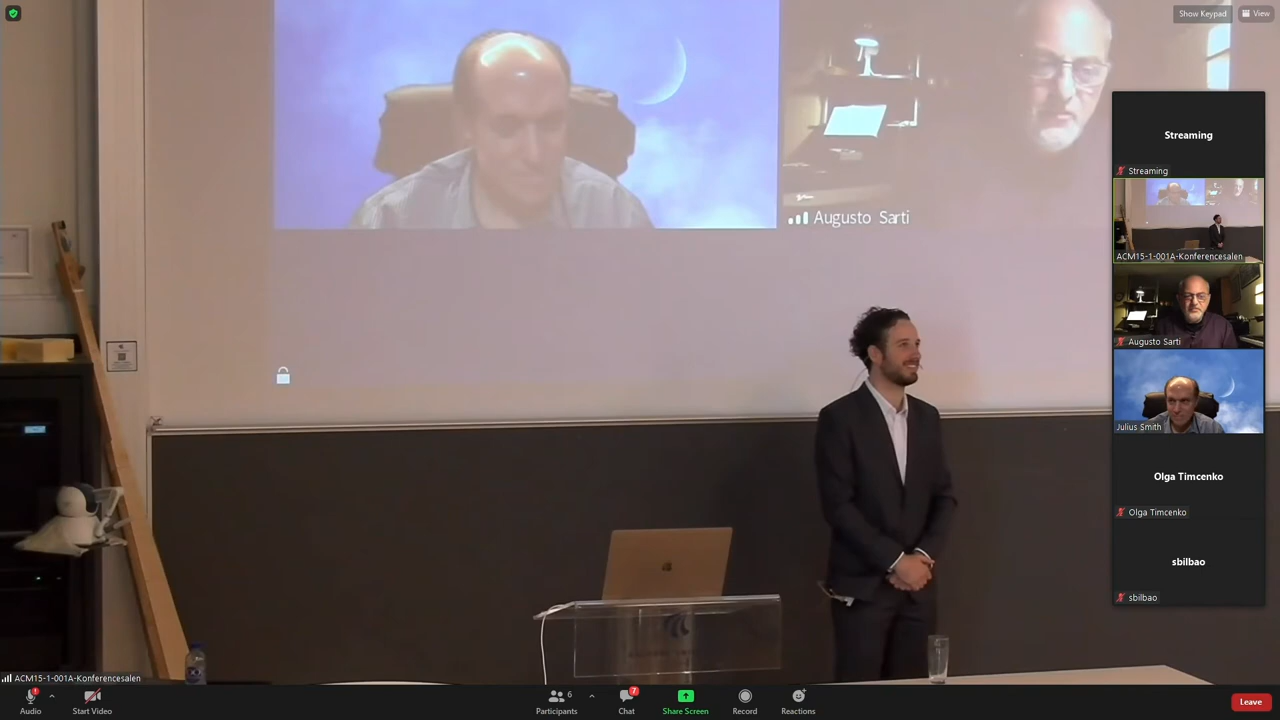 Show Keypad
View
Streaming
Streaming
ACM15-1-001A-Konferencesalen
Augusto Sarti
Augusto Sarti
Julius Smith
Olga Timcenko
Olga Timcenko
sbilbao
sbilbao
ACM15-1-001A-Konferencesalen
Audio
Start Video
6
Participants
7
Chat
Share Screen
Record
Reactions
Leave